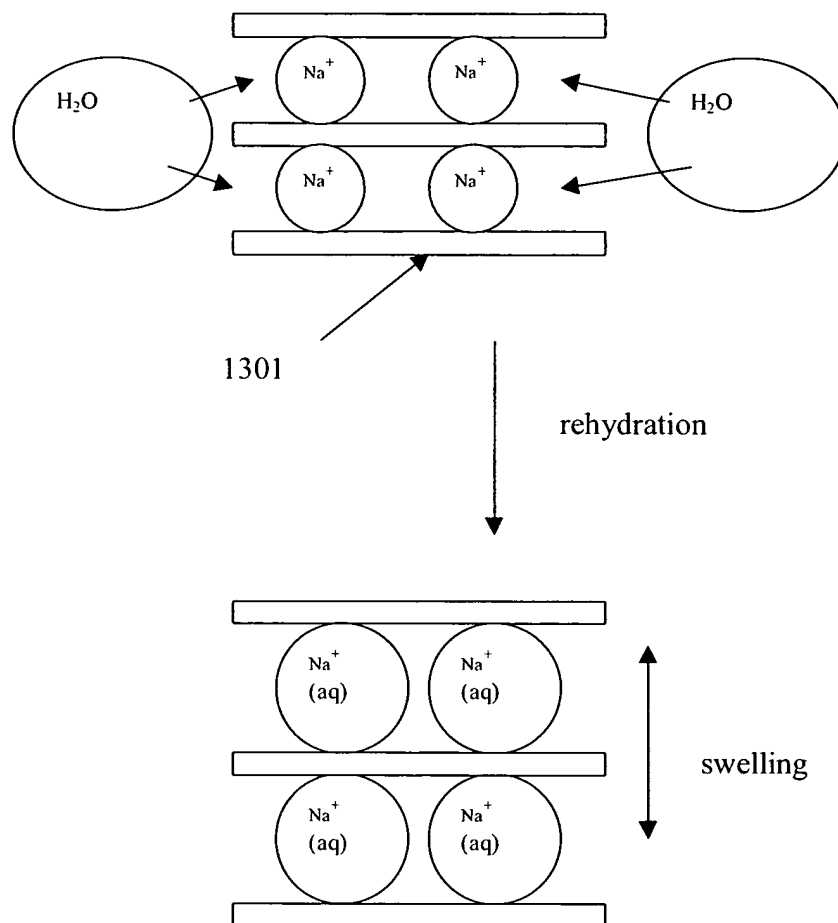 H₂O
Na⁺
Na⁺
H₂O
Na⁺
Na⁺
1301
rehydration
Na⁺
(aq)
Na⁺
(aq)
swelling
Na⁺
(aq)
Na⁺
(aq)